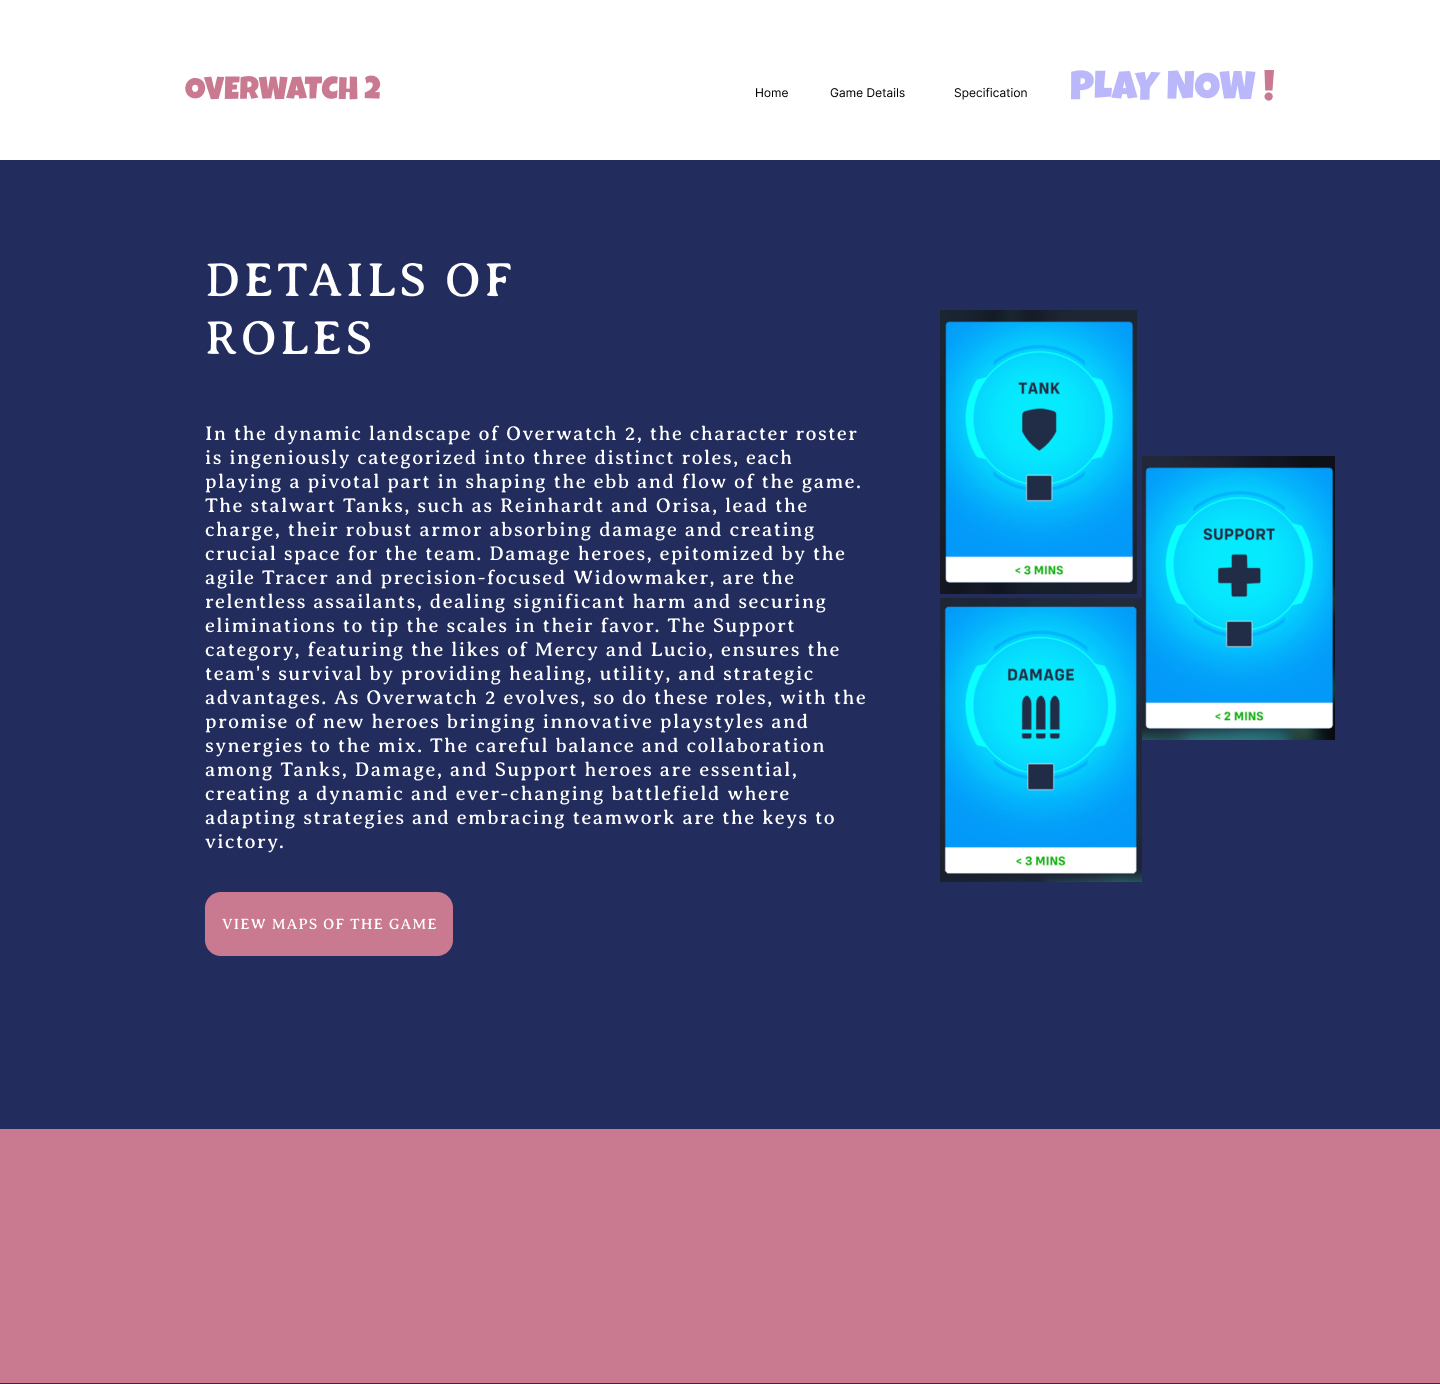 OVERWATCH 2
Home
Game Details
Specification
PLAY NOW !
DETAILS OF
ROLES
In the dynamic landscape of Overwatch 2, the character roster
is ingeniously categorized into three distinct roles, each
playing a pivotal part in shaping the ebb and flow of the game.
The stalwart Tanks, such as Reinhardt and Orisa, lead the
charge, their robust armor absorbing damage and creating
crucial space for the team. Damage heroes, epitomized by the
agile Tracer and precision-focused Widowmaker, are the
relentless assailants, dealing significant harm and securing
eliminations to tip the scales in their favor. The Support
category, featuring the likes of Mercy and Lucio, ensures the
team's survival by providing healing, utility, and strategic
advantages. As Overwatch 2 evolves, so do these roles, with the
promise of new heroes bringing innovative playstyles and
synergies to the mix. The careful balance and collaboration
among Tanks, Damage, and Support heroes are essential,
creating a dynamic and ever-changing battlefield where
adapting strategies and embracing teamwork are the keys to
victory.
VIEW MAPS OF THE GAME
TANK
< 3 MINS
SUPPORT
< 2 MINS
DAMAGE
< 3 MINS